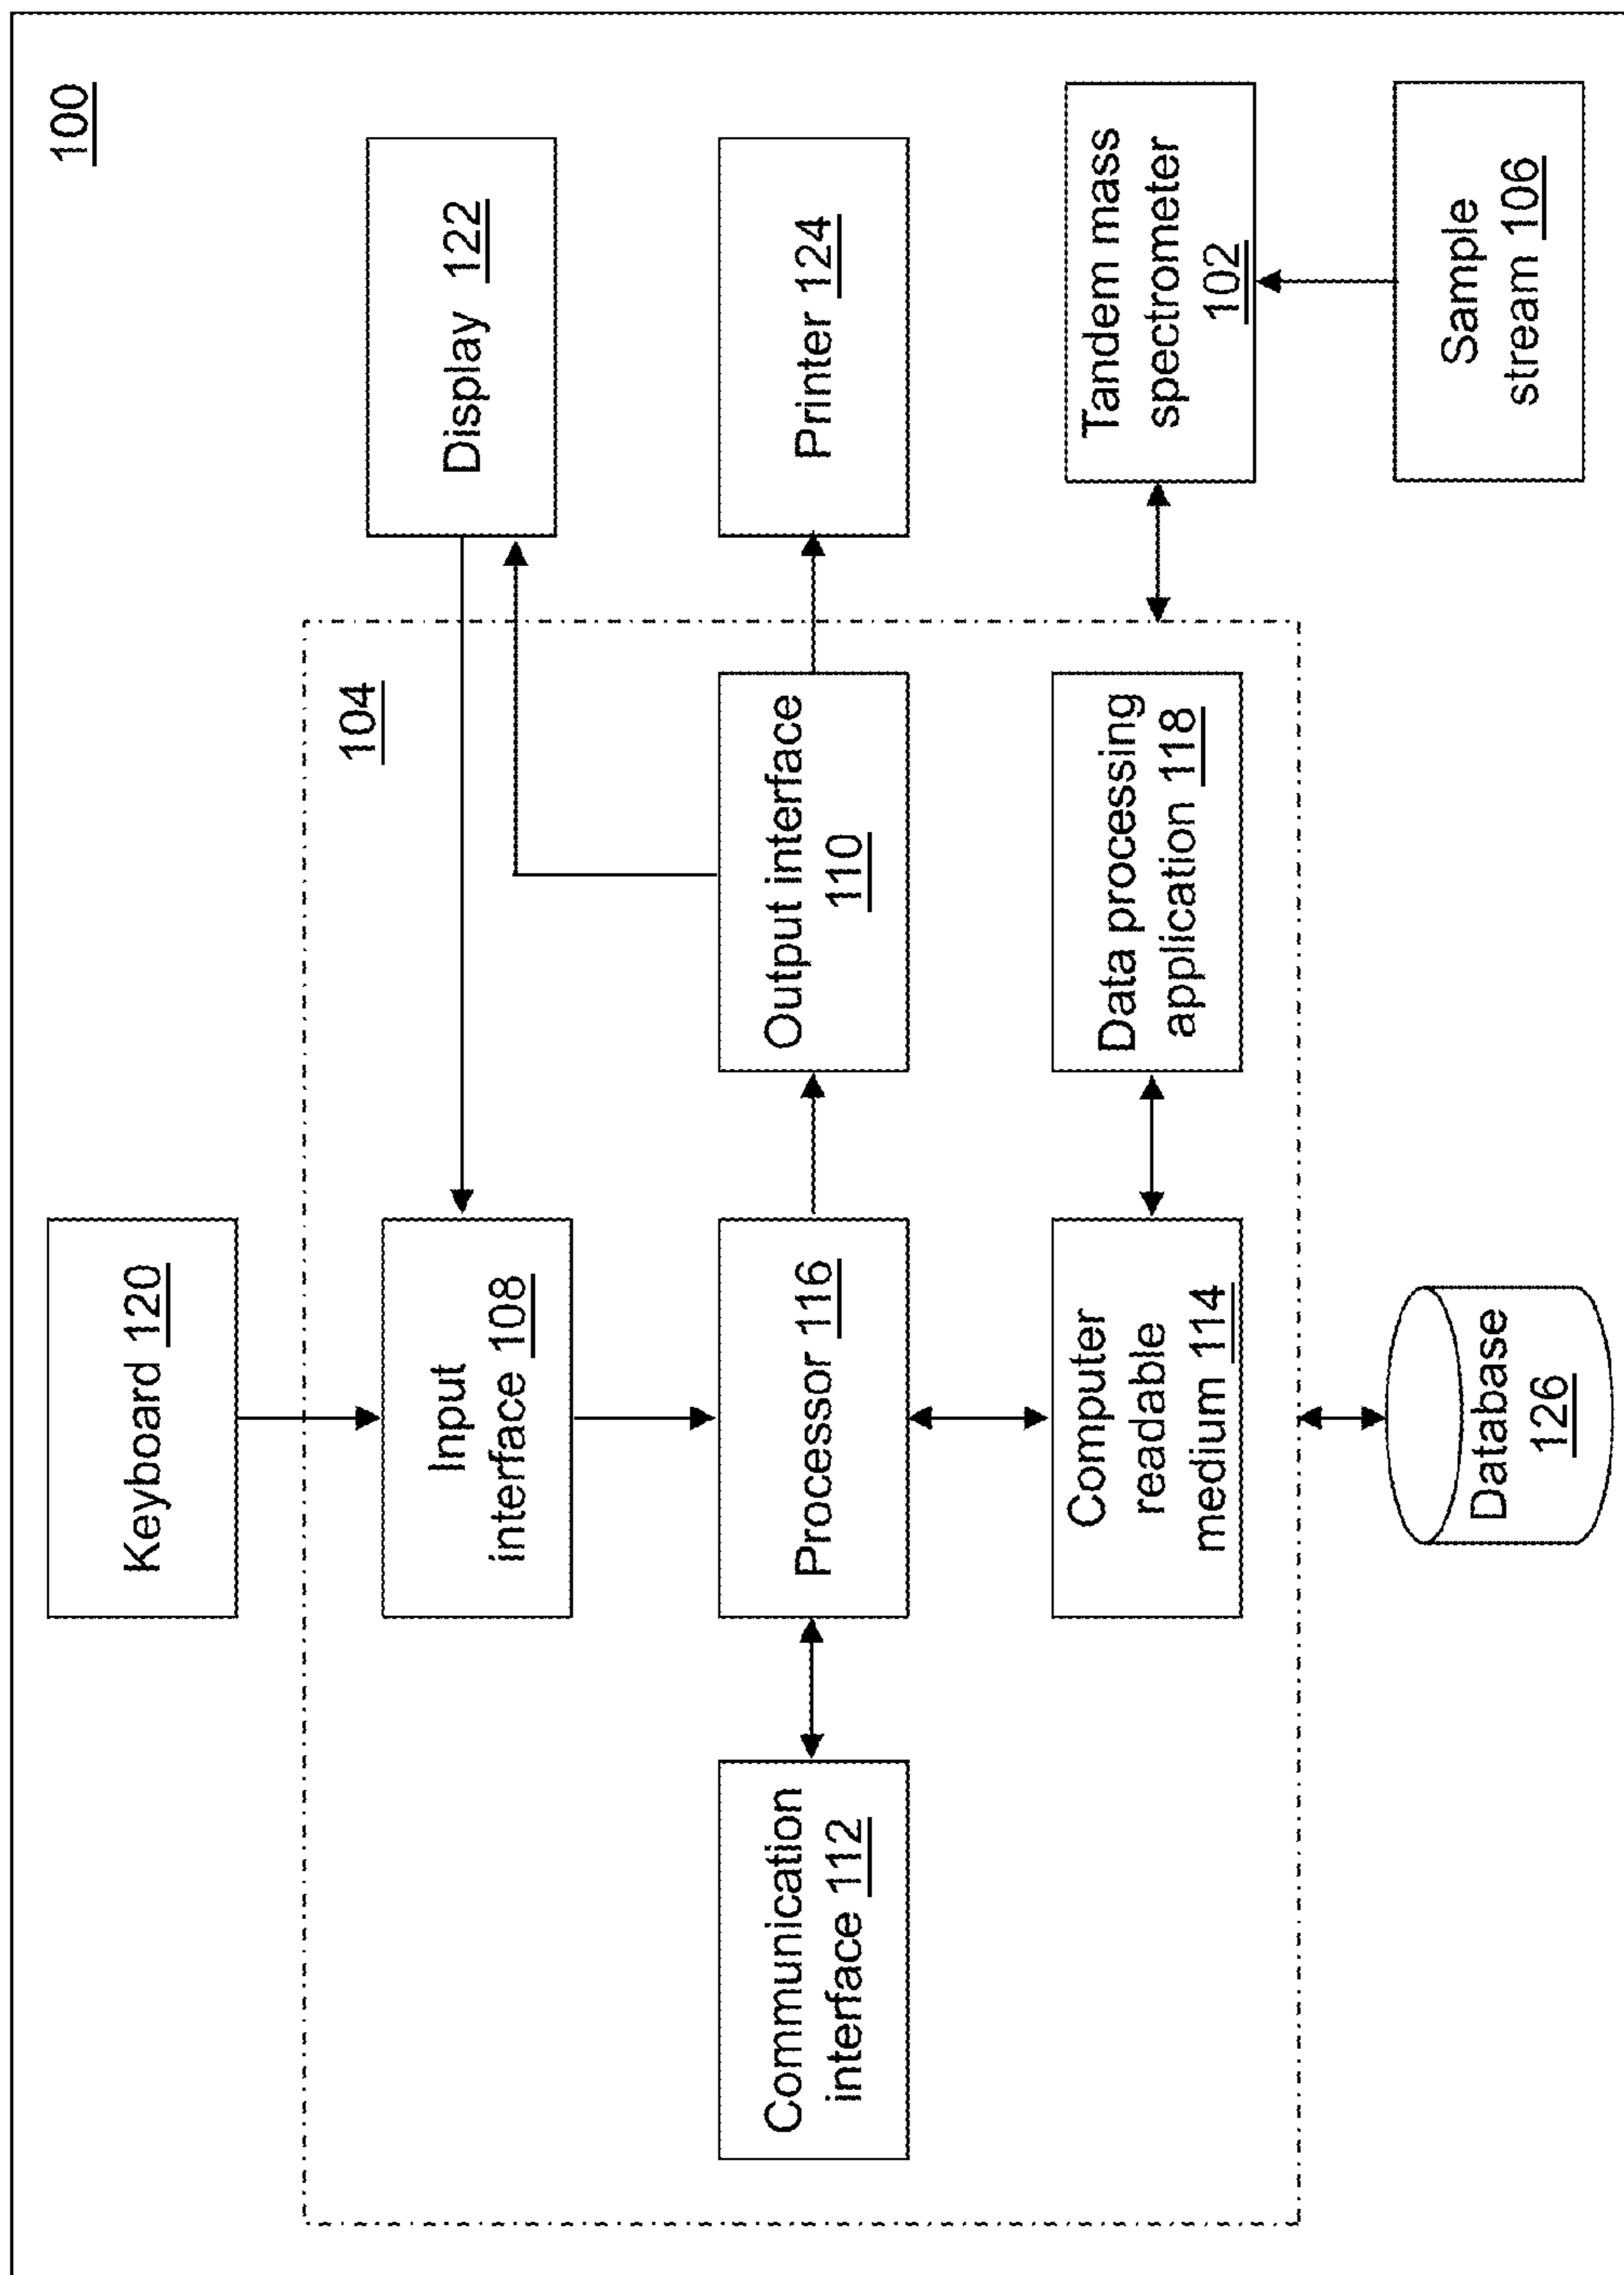 100
Keyboard 120
104
Input
interface 108
Display 122
Communication
interface 112
Processor 116
Output interface
110
Printer 124
Computer
readable
medium 114
Data processing
application 118
Tandem mass
spectrometer
102
Database
126
Sample
stream 106